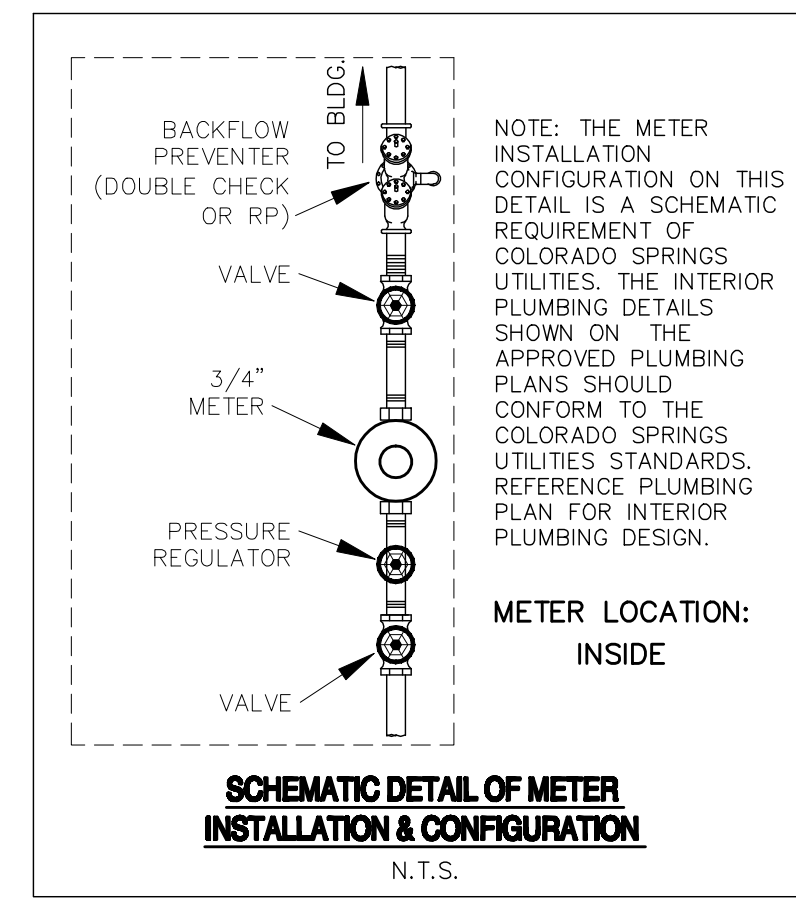 TO BLDG.
BACKFLOW
PREVENTER
(DOUBLE CHECK
OR RP)
VALVE
3/4"
METER
PRESSURE
REGULATOR
VALVE
NOTE: THE METER
INSTALLATION
CONFIGURATION ON THIS
DETAIL IS A SCHEMATIC
REQUIREMENT OF
COLORADO SPRINGS
UTILITIES. THE INTERIOR
PLUMBING DETAILS
SHOWN ON THE
APPROVED PLUMBING
PLANS SHOULD
CONFORM TO THE
COLORADO SPRINGS
UTILITIES STANDARDS.
REFERENCE PLUMBING
PLAN FOR INTERIOR
PLUMBING DESIGN.
METER LOCATION:
INSIDE
SCHEMATIC DETAIL OF METER
INSTALLATION & CONFIGURATION
N.T.S.